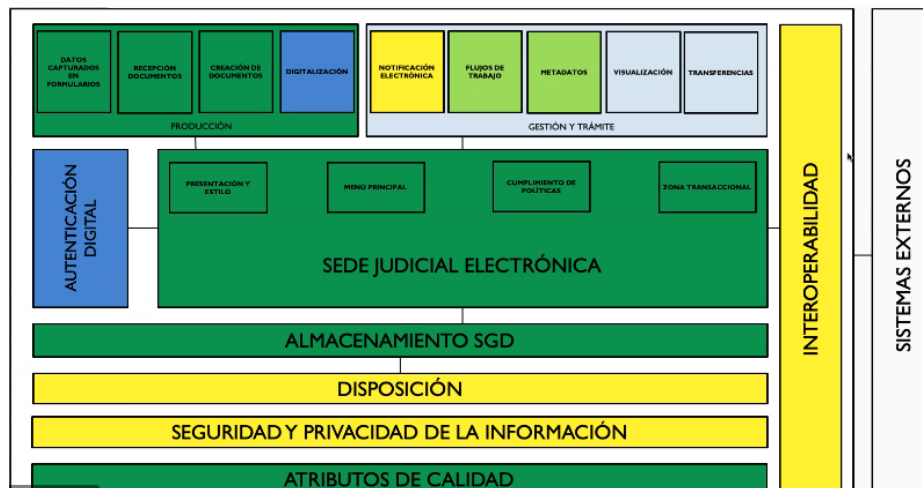 DATOS
CAPTURADOS
EN
FORMULARIOS
RECEPCIÓN
DOCUMENTOS
CREACIÓN DE
DOCUMENTOS
DIGITALIZACIÓN
PRODUCCIÓN
NOTIFICACIÓN
ELECTRÓNICA
FLUJOS DE
TRABAJO
METADATOS
VISUALIZACIÓN
TRANSFERENCIAS
GESTIÓN Y TRÁMITE
AUTENTICACIÓN
DIGITAL
PRESENTACIÓN Y
ESTILO
MENÚ PRINCIPAL
CUMPLIMIENTO DE
POLÍTICAS
ZONA TRANSACCIONAL
SEDE JUDICIAL ELECTRÓNICA
ALMACENAMIENTO SGD
DISPOSICIÓN
SEGURIDAD Y PRIVACIDAD DE LA INFORMACIÓN
ATRIBUTOS DE CALIDAD
INTEROPERABILIDAD
SISTEMAS EXTERNOS